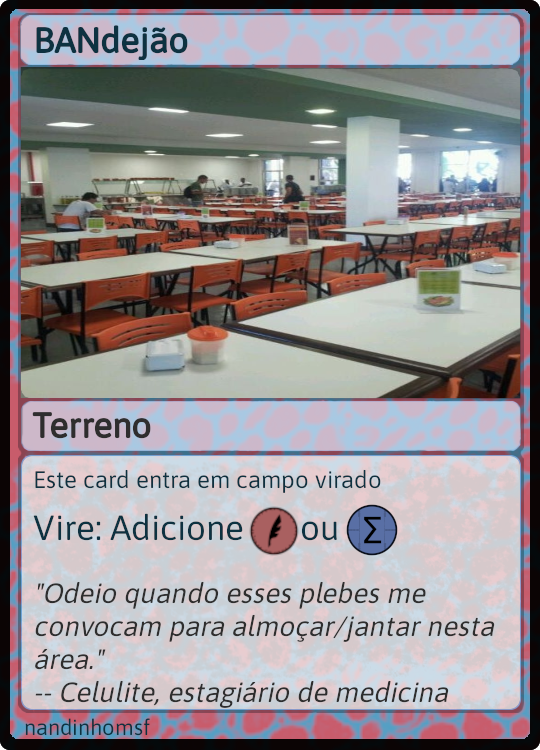 BANdejão
Terreno
Este card entra em campo virado
Vire: Adicione ou Σ
"Odeio quando esses plebes me
convocam para almoçar/jantar nesta
área."
-- Celulite, estagiário de medicina
nandinhomsf